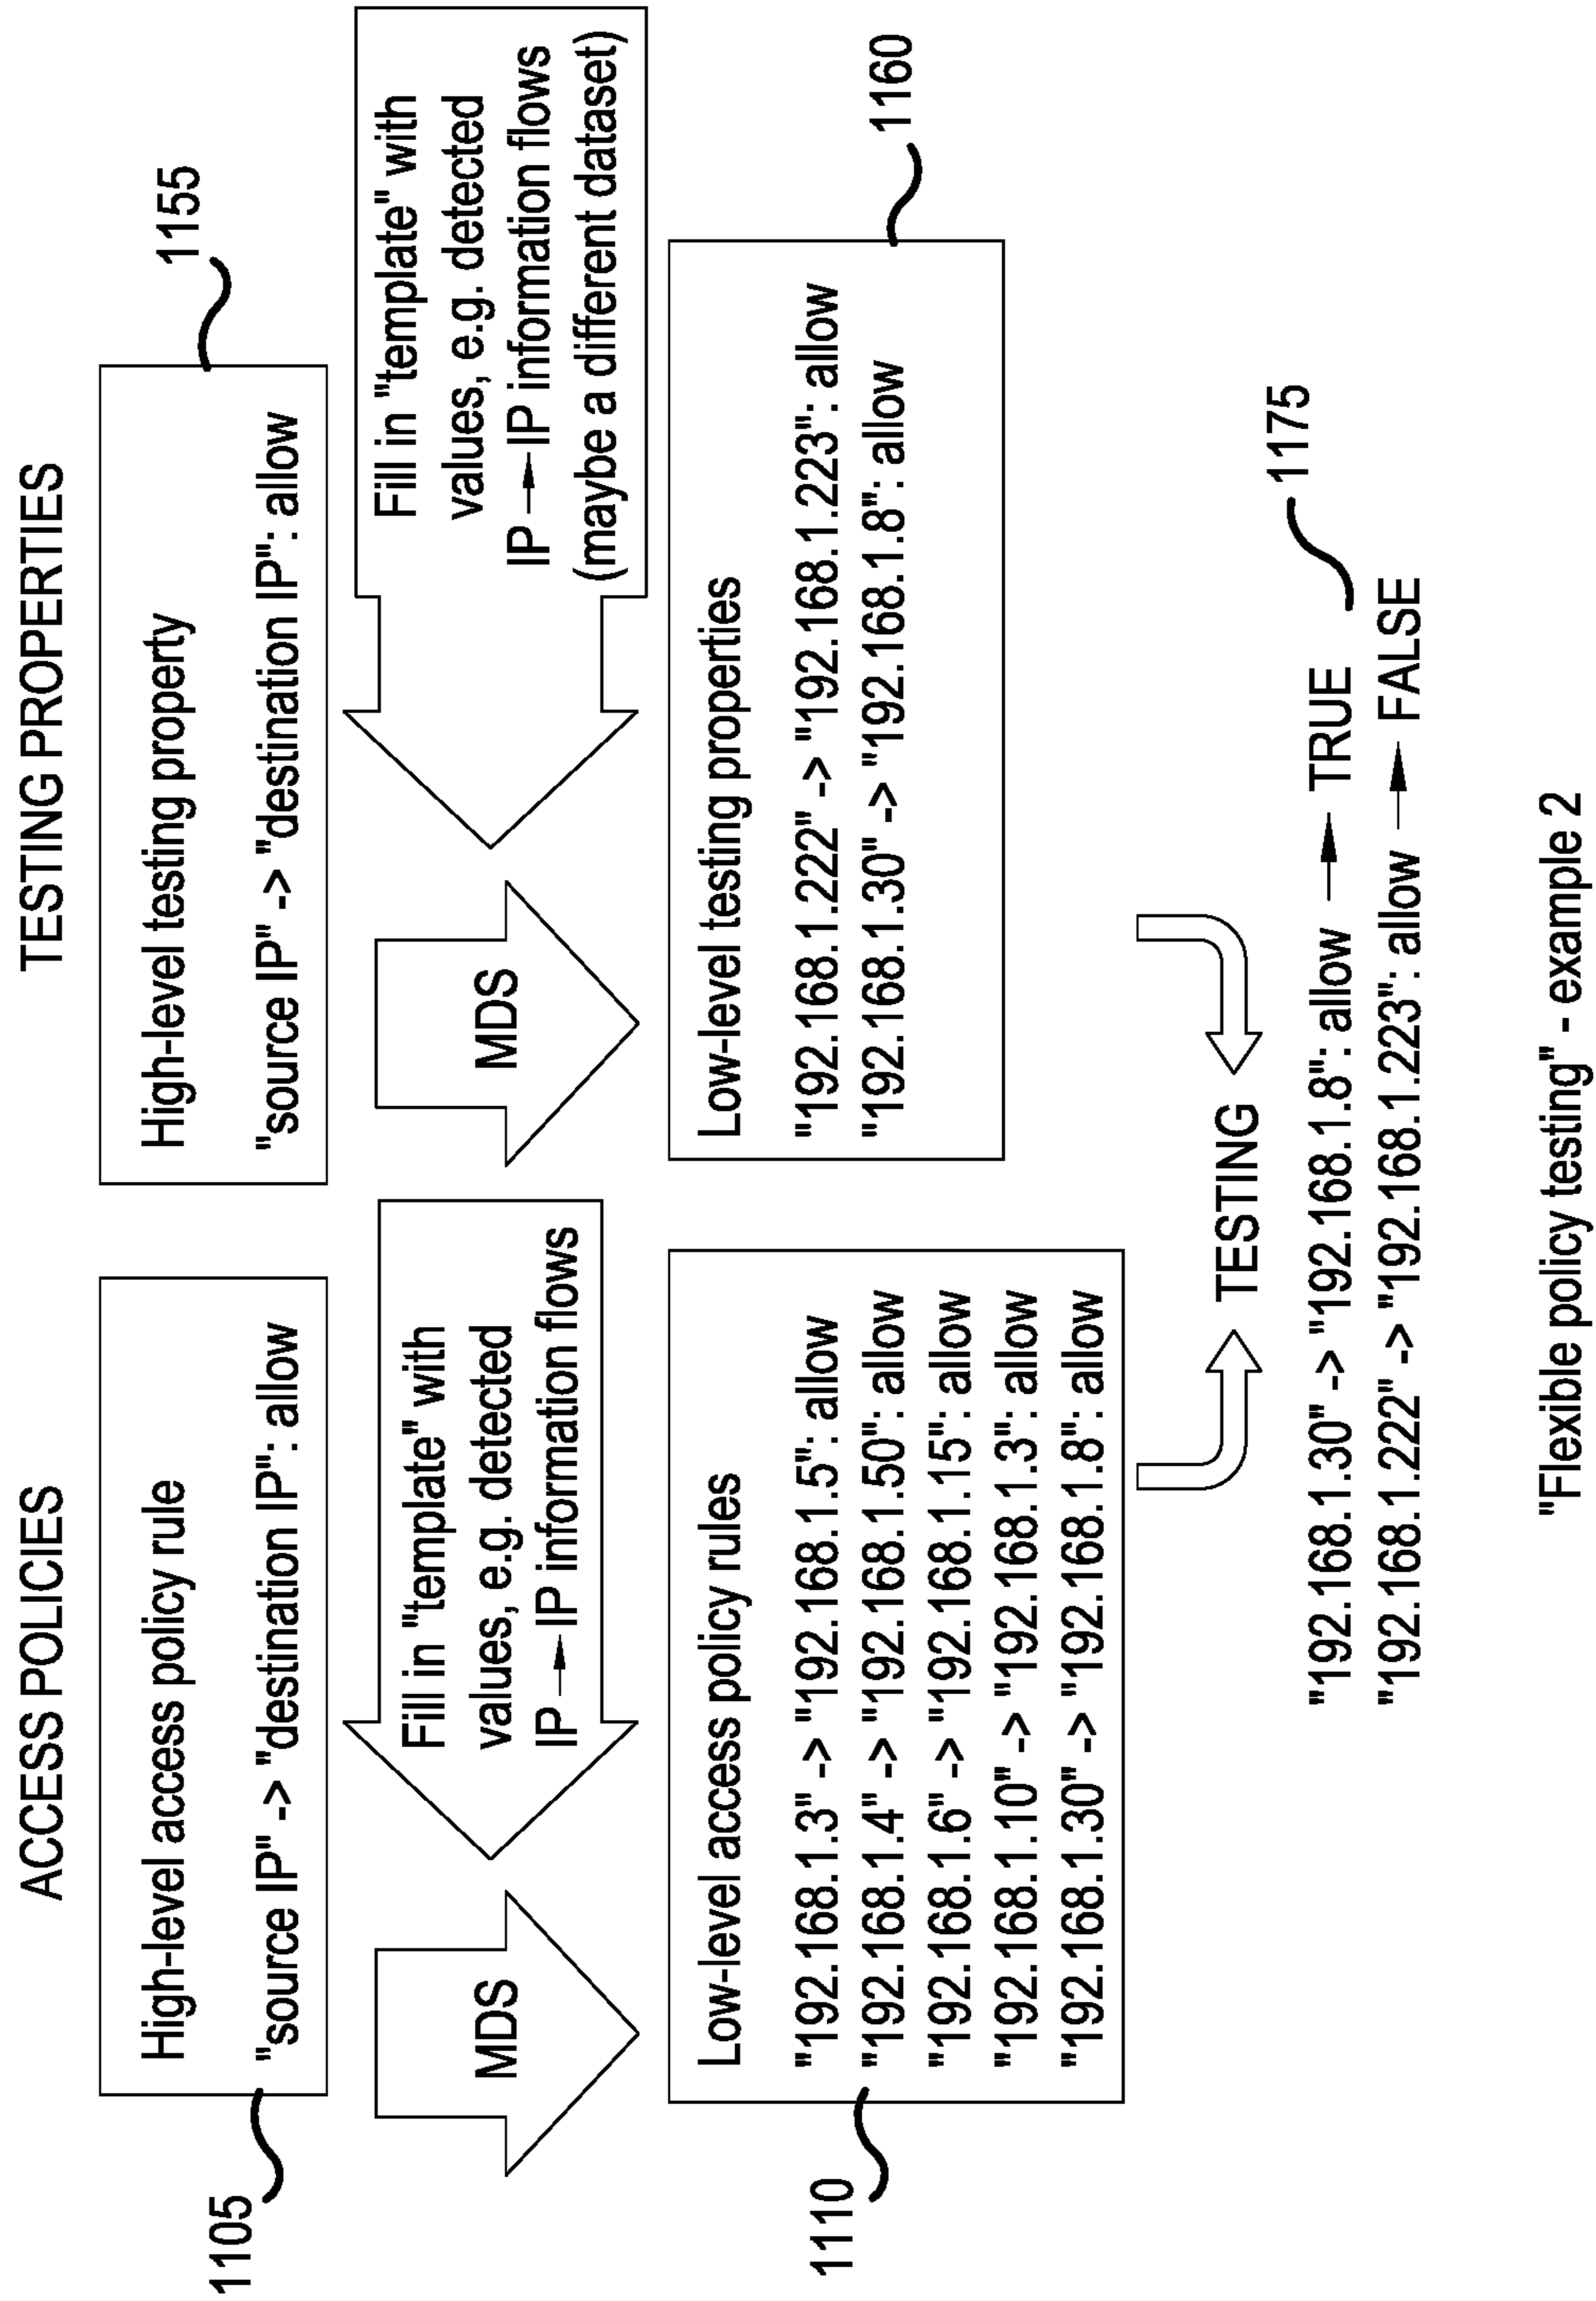 ACCESS POLICIES
TESTING PROPERTIES
1105
High-level access policy rule
"source IP" -> "destination IP": allow
High-level testing property
"source IP" -> "destination IP": allow
1155
MDS
Fill in "template" with
values, e.g. detected
IP → IP information flows
MDS
Fill in "template" with
values, e.g. detected
IP → IP information flows
(maybe a different dataset)
1110
Low-level access policy rules
"192.168.1.3" -> "192.168.1.5": allow
"192.168.1.4" -> "192.168.1.50": allow
"192.168.1.6" -> "192.168.1.15": allow
"192.168.1.10" -> "192.168.1.3": allow
"192.168.1.30" -> "192.168.1.8": allow
Low-level testing properties
"192.168.1.222" -> "192.168.1.223": allow
"192.168.1.30" -> "192.168.1.8": allow
1160
TESTING
"192.168.1.30" -> "192.168.1.8": allow → TRUE
"192.168.1.222" -> "192.168.1.223": allow → FALSE
1175
"Flexible policy testing" - example 2